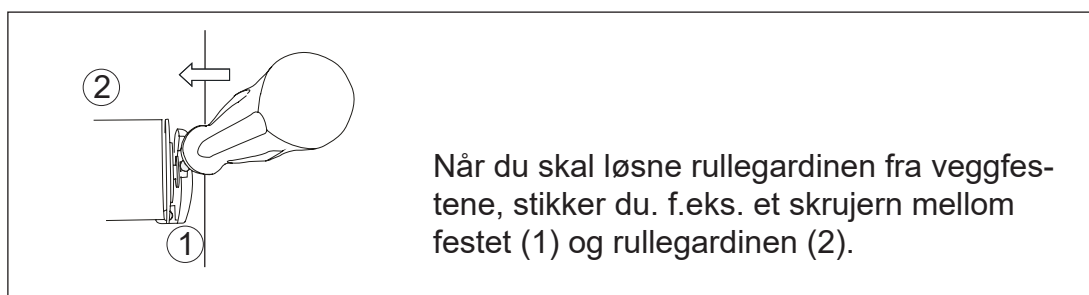 2
1
Når du skal løsne rullegardinen fra veggfes-
tene, stikker du. f.eks. et skrujern mellom
festet (1) og rullegardinen (2).